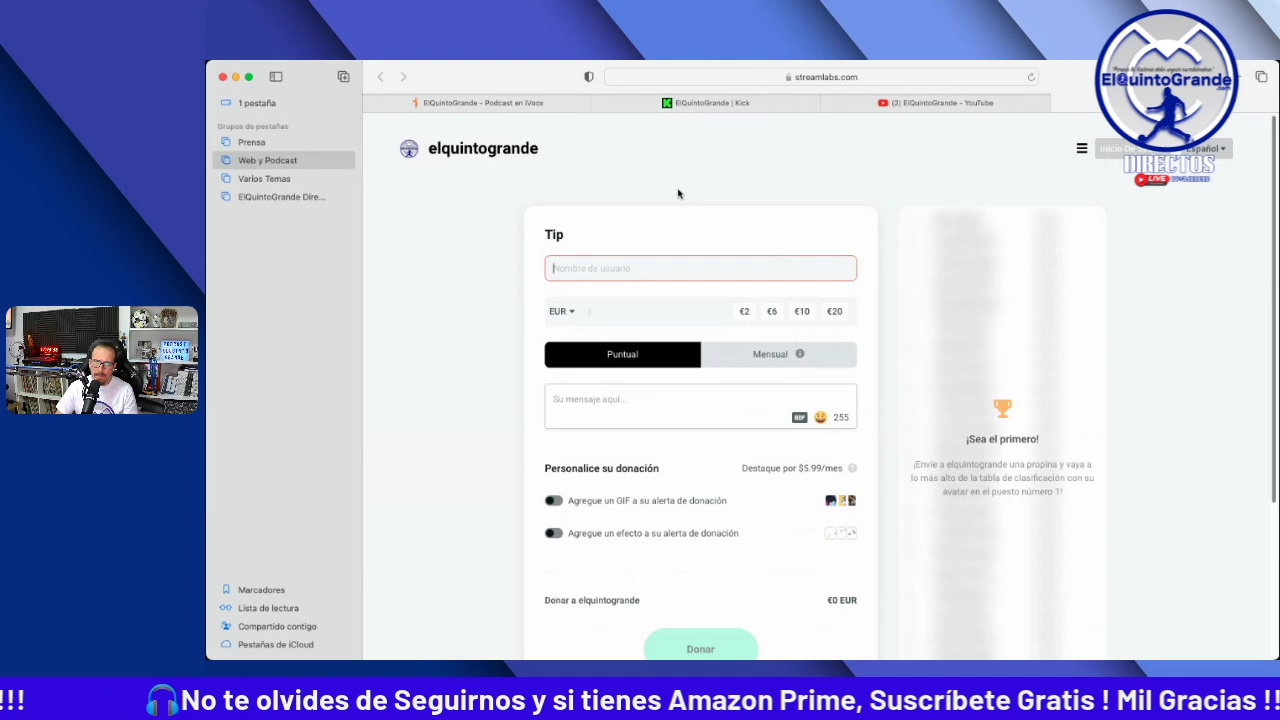 1 pestaña
Grupos de pestañas
Prensa
Web y Podcast
Varios Temas
ElQuintoGrande Dire...
Marcadores
Lista de lectura
Compartido contigo
Pestañas de iCloud
streamlabs.com
ElQuintoGrande - Podcast en iVoox
ElQuintoGrande | Kick
(2) ElQuintoGrande - YouTube
elquintogrande
Español
ElQuintoGrande
.com
DIRECTOS
LIVE
Tip
Nombre de usuario
EUR
€2
€6
€10
€20
Puntual
Mensual
Su mensaje aquí...
GIF
255
Personalice su donación
Destaque por $5.99/mes
Agregue un GIF a su alerta de donación
Agregue un efecto a su alerta de donación
Donar a elquintogrande
€0 EUR
Donar
¡Sea el primero!
¡Envíe a elquintogrande una propina y vaya a
lo más alto de la tabla de clasificación con su
avatar en el puesto número 1!
PODCAST
ELQUINTO
GRANDE
!!! 🎧No te olvides de Seguirnos y si tienes Amazon Prime, Suscríbete Gratis ! Mil Gracias !!